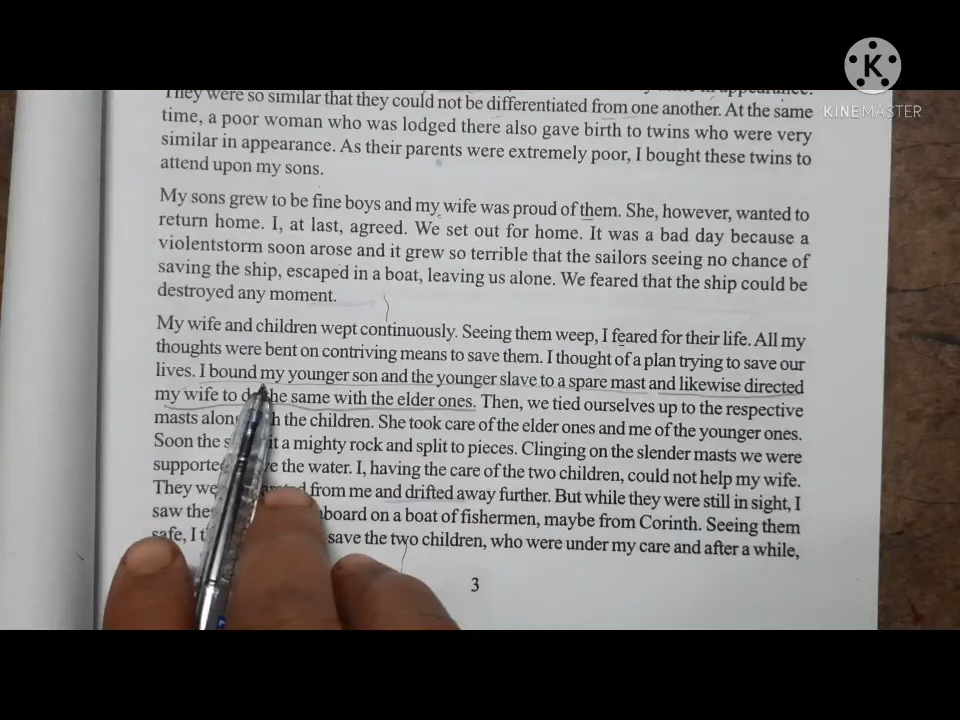 K
KINEMASTER
in appearance.
They were so similar that they could not be differentiated from one another. At the same
time, a poor woman who was lodged there also gave birth to twins who were very
similar in appearance. As their parents were extremely poor, I bought these twins to
attend upon my sons.
My sons grew to be fine boys and my wife was proud of them. She, however, wanted to
return home. I, at last, agreed. We set out for home. It was a bad day because a
violentstorm soon arose and it grew so terrible that the sailors seeing no chance of
saving the ship, escaped in a boat, leaving us alone. We feared that the ship could be
destroyed any moment.
My wife and children wept continuously. Seeing them weep, I feared for their life. All my
thoughts were bent on contriving means to save them. I thought of a plan trying to save our
lives. I bound my younger son and the younger slave to a spare mast and likewise directed
my wife to the same with the elder ones. Then, we tied ourselves up to the respective
masts the children. She took care of the elder ones and me of the younger ones.
Soon the a mighty rock and split to pieces. Clinging on the slender masts we were
the water. I, having the care of the two children, could not help my wife.
They from me and drifted away further. But while they were still in sight, I
saw on a boat of fishermen, maybe from Corinth. Seeing them
safe, I save the two children, who were under my care and after a while,
3